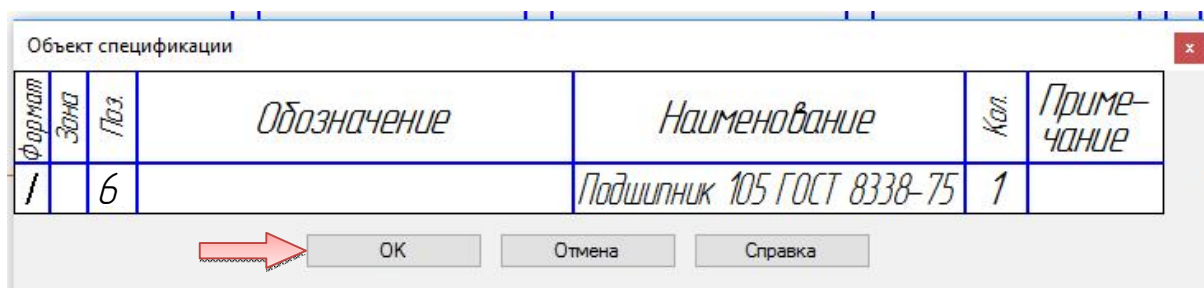 Объект спецификации
x
Формат Зона Поз. Обозначение Наименование Кол. Приме-
чание
/ 6 Подшипник 105 ГОСТ 8338-75 1
OK Отмена Справка